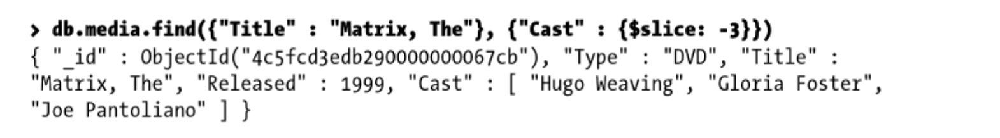 > db.media.find({"Title" : "Matrix, The"}, {"Cast" : {$slice: -3}})
{ "_id" : ObjectId("4c5fcd3edb290000000067cb"), "Type" : "DVD", "Title" :
"Matrix, The", "Released" : 1999, "Cast" : [ "Hugo Weaving", "Gloria Foster",
"Joe Pantoliano" ] }